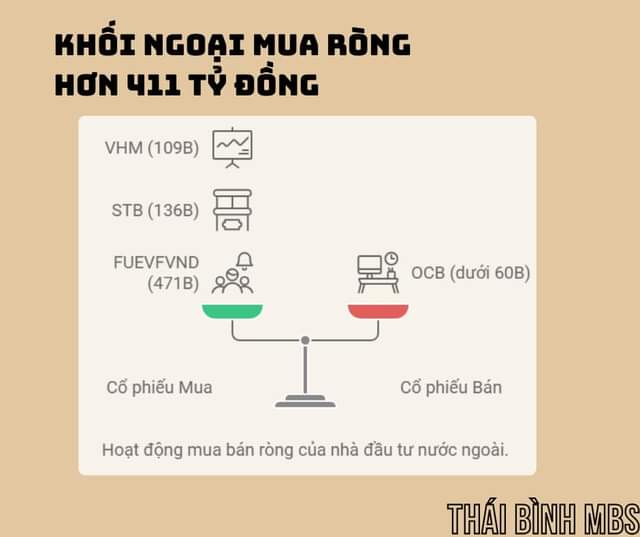 KHỐI NGOẠI MUA RÒNG
HƠN 411 TỶ ĐỒNG
VHM (109B)
STB (136B)
FUEVFVND
(471B)
OCB (dưới 60B)
Cổ phiếu Mua
Cổ phiếu Bán
Hoạt động mua bán ròng của nhà đầu tư nước ngoài.
THÁI BÌNH MBS